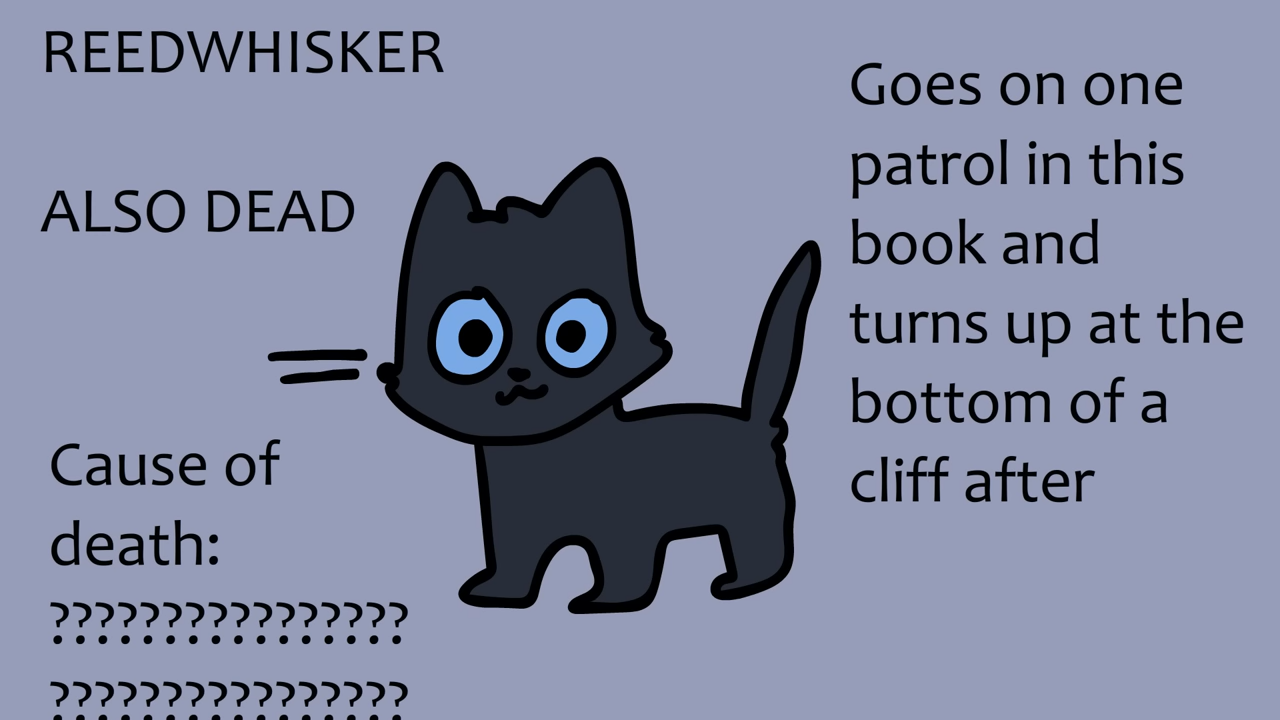 REEDWHISKER
ALSO DEAD
Cause of
death:
????????????????
????????????????
Goes on one
patrol in this
book and
turns up at the
bottom of a
cliff after